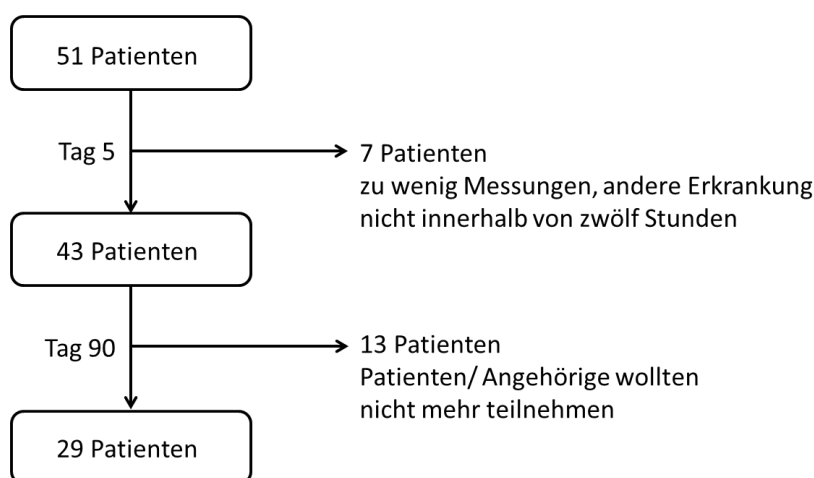 51 Patienten
Tag 5
7 Patienten
zu wenig Messungen, andere Erkrankung
nicht innerhalb von zwölf Stunden
43 Patienten
Tag 90
13 Patienten
Patienten/ Angehörige wollten
nicht mehr teilnehmen
29 Patienten